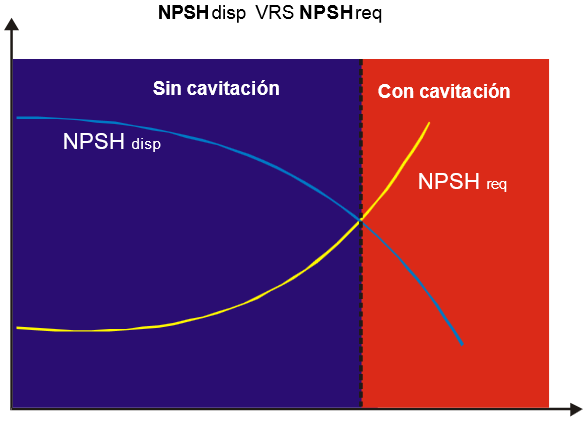 NPSH disp VRS NPSH req
Sin cavitación
Con cavitación
NPSH disp
NPSH req